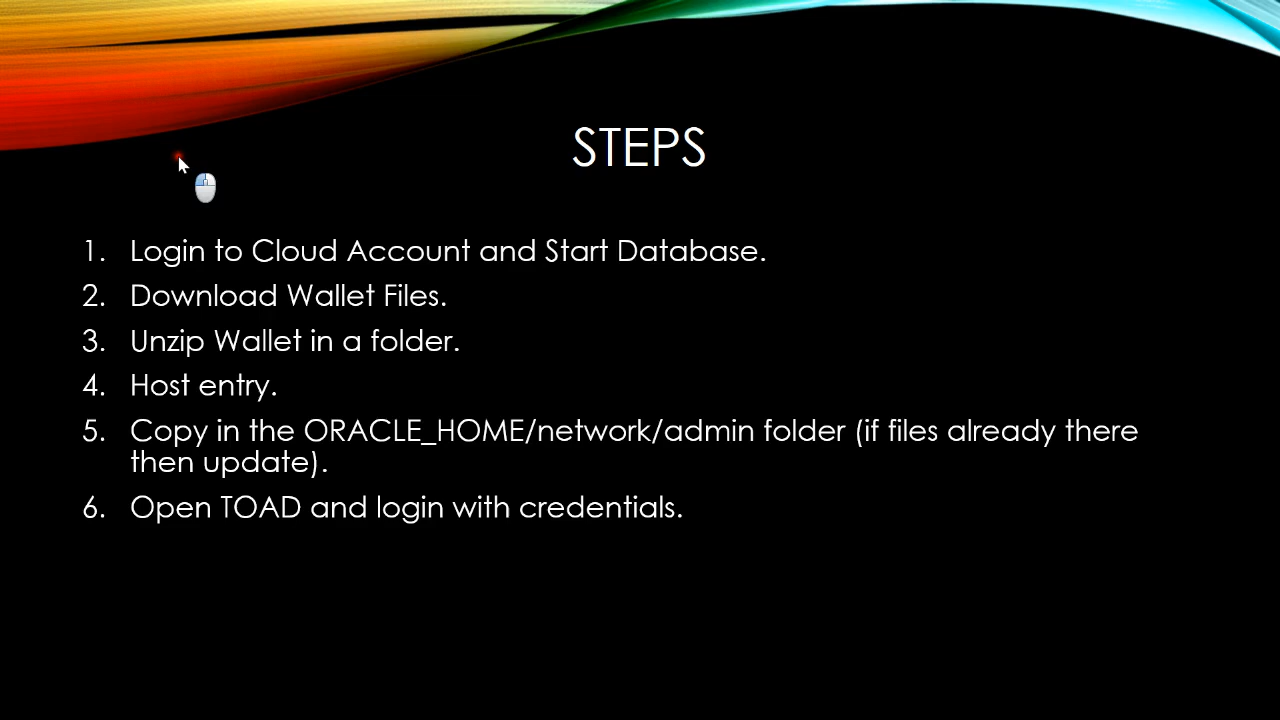 STEPS
1. Login to Cloud Account and Start Database.
2. Download Wallet Files.
3. Unzip Wallet in a folder.
4. Host entry.
5. Copy in the ORACLE_HOME/network/admin folder (if files already there
then update).
6. Open TOAD and login with credentials.